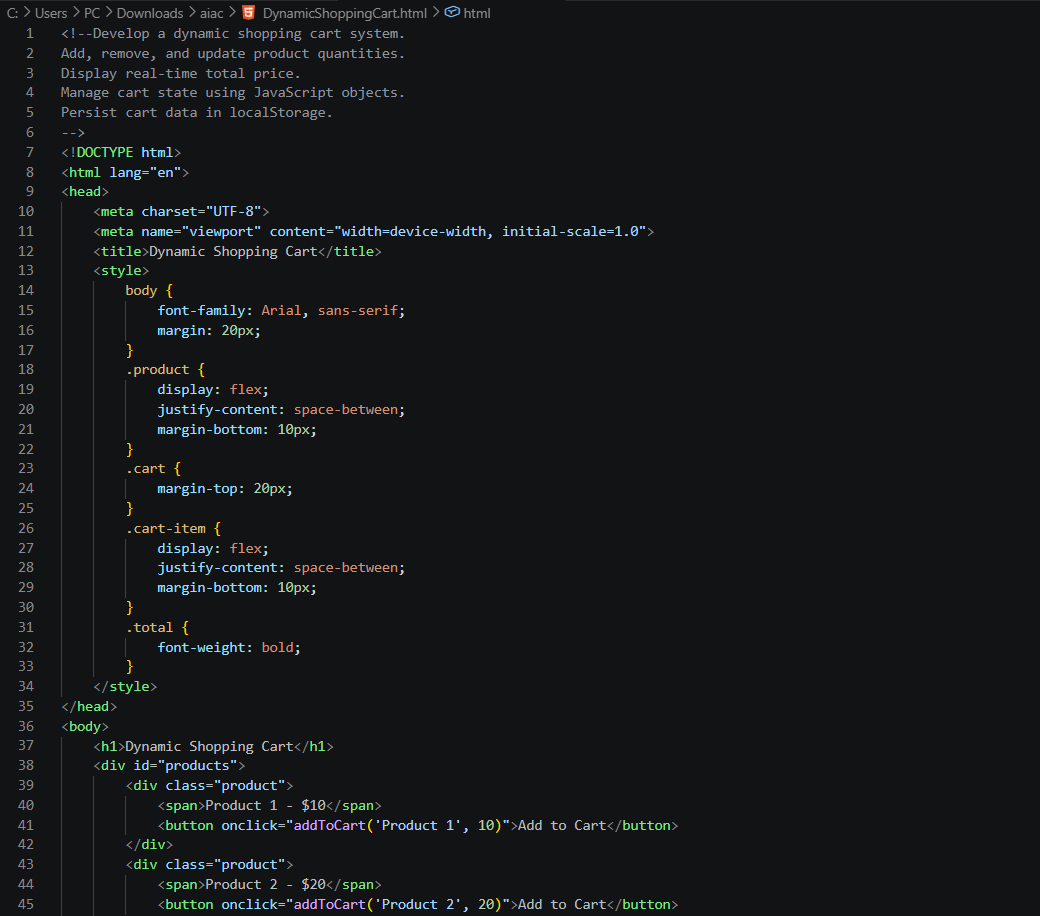 C: > Users > PC > Downloads > aiac > DynamicShoppingCart.html > html
1 <!--Develop a dynamic shopping cart system.
2 Add, remove, and update product quantities.
3 Display real-time total price.
4 Manage cart state using JavaScript objects.
5 Persist cart data in localStorage.
6 -->
7 <!DOCTYPE html>
8 <html lang="en">
9 <head>
10     <meta charset="UTF-8">
11     <meta name="viewport" content="width=device-width, initial-scale=1.0">
12     <title>Dynamic Shopping Cart</title>
13     <style>
14         body {
15             font-family: Arial, sans-serif;
16             margin: 20px;
17         }
18         .product {
19             display: flex;
20             justify-content: space-between;
21             margin-bottom: 10px;
22         }
23         .cart {
24             margin-top: 20px;
25         }
26         .cart-item {
27             display: flex;
28             justify-content: space-between;
29             margin-bottom: 10px;
30         }
31         .total {
32             font-weight: bold;
33         }
34     </style>
35 </head>
36 <body>
37     <h1>Dynamic Shopping Cart</h1>
38     <div id="products">
39         <div class="product">
40             <span>Product 1 - $10</span>
41             <button onclick="addToCart('Product 1', 10)">Add to Cart</button>
42         </div>
43         <div class="product">
44             <span>Product 2 - $20</span>
45             <button onclick="addToCart('Product 2', 20)">Add to Cart</button>